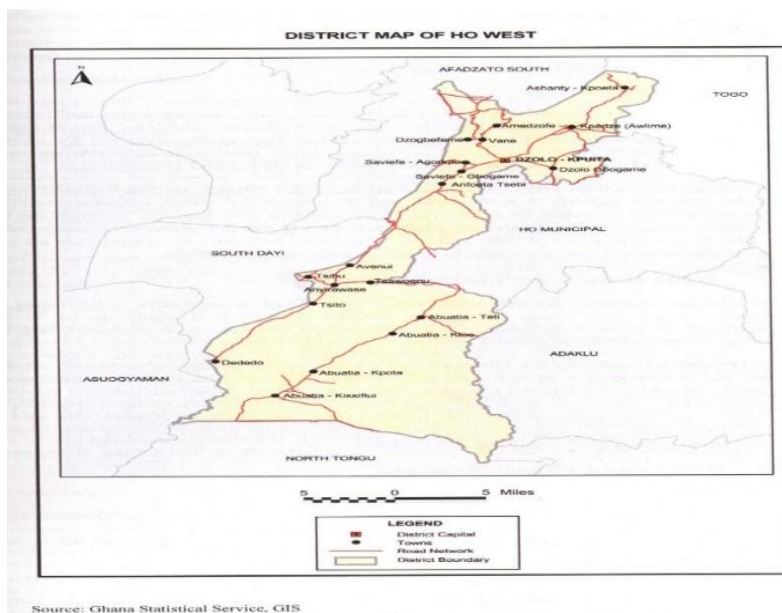 DISTRICT MAP OF HO WEST
N
AFADZATO SOUTH
Ashanty - Kpoeta
TOGO
Amedzofe
Kpedze (Awlime)
Dzogbefeme
Vane
DZOLO - KPUITA
Saviefe - Agorkpo
Dzolo Gbogame
Saviefe - Gbogame
Anfoeta Tsebi
HO MUNICIPAL
SOUTH DAYI
Avenui
Tsibu
Anyirawase
Tsito
Abuatia - Teti
Abuatia - Kloe
ADAKLU
Dededo
Abuatia - Kpota
ASUOGYAMAN
Abuatia - Kissiflui
NORTH TONGU
5 0 5 Miles
LEGEND
District Capital
Towns
Road Network
District Boundary
Source: Ghana Statistical Service, GIS